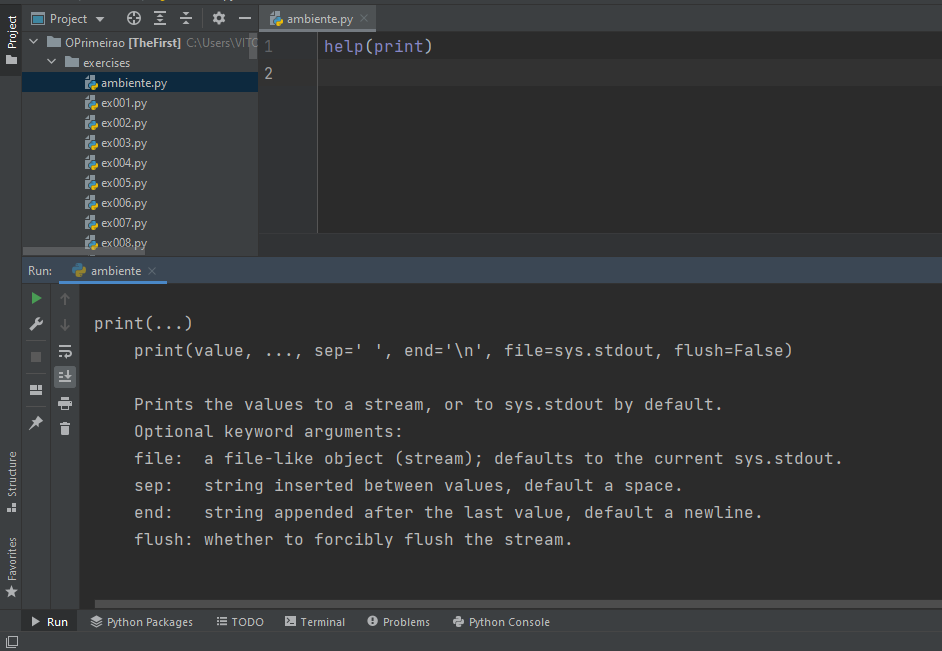 Project
Project
ambiente.py
OPrimeirao [TheFirst] C:\Users\VITO
exercises
ambiente.py
ex001.py
ex002.py
ex003.py
ex004.py
ex005.py
ex006.py
ex007.py
ex008.py
1 help(print)
2
Run: ambiente
print(...)
print(value, ..., sep=' ', end='\n', file=sys.stdout, flush=False)
Prints the values to a stream, or to sys.stdout by default.
Optional keyword arguments:
file: a file-like object (stream); defaults to the current sys.stdout.
sep: string inserted between values, default a space.
end: string appended after the last value, default a newline.
flush: whether to forcibly flush the stream.
Structure
Favorites
Run Python Packages TODO Terminal Problems Python Console